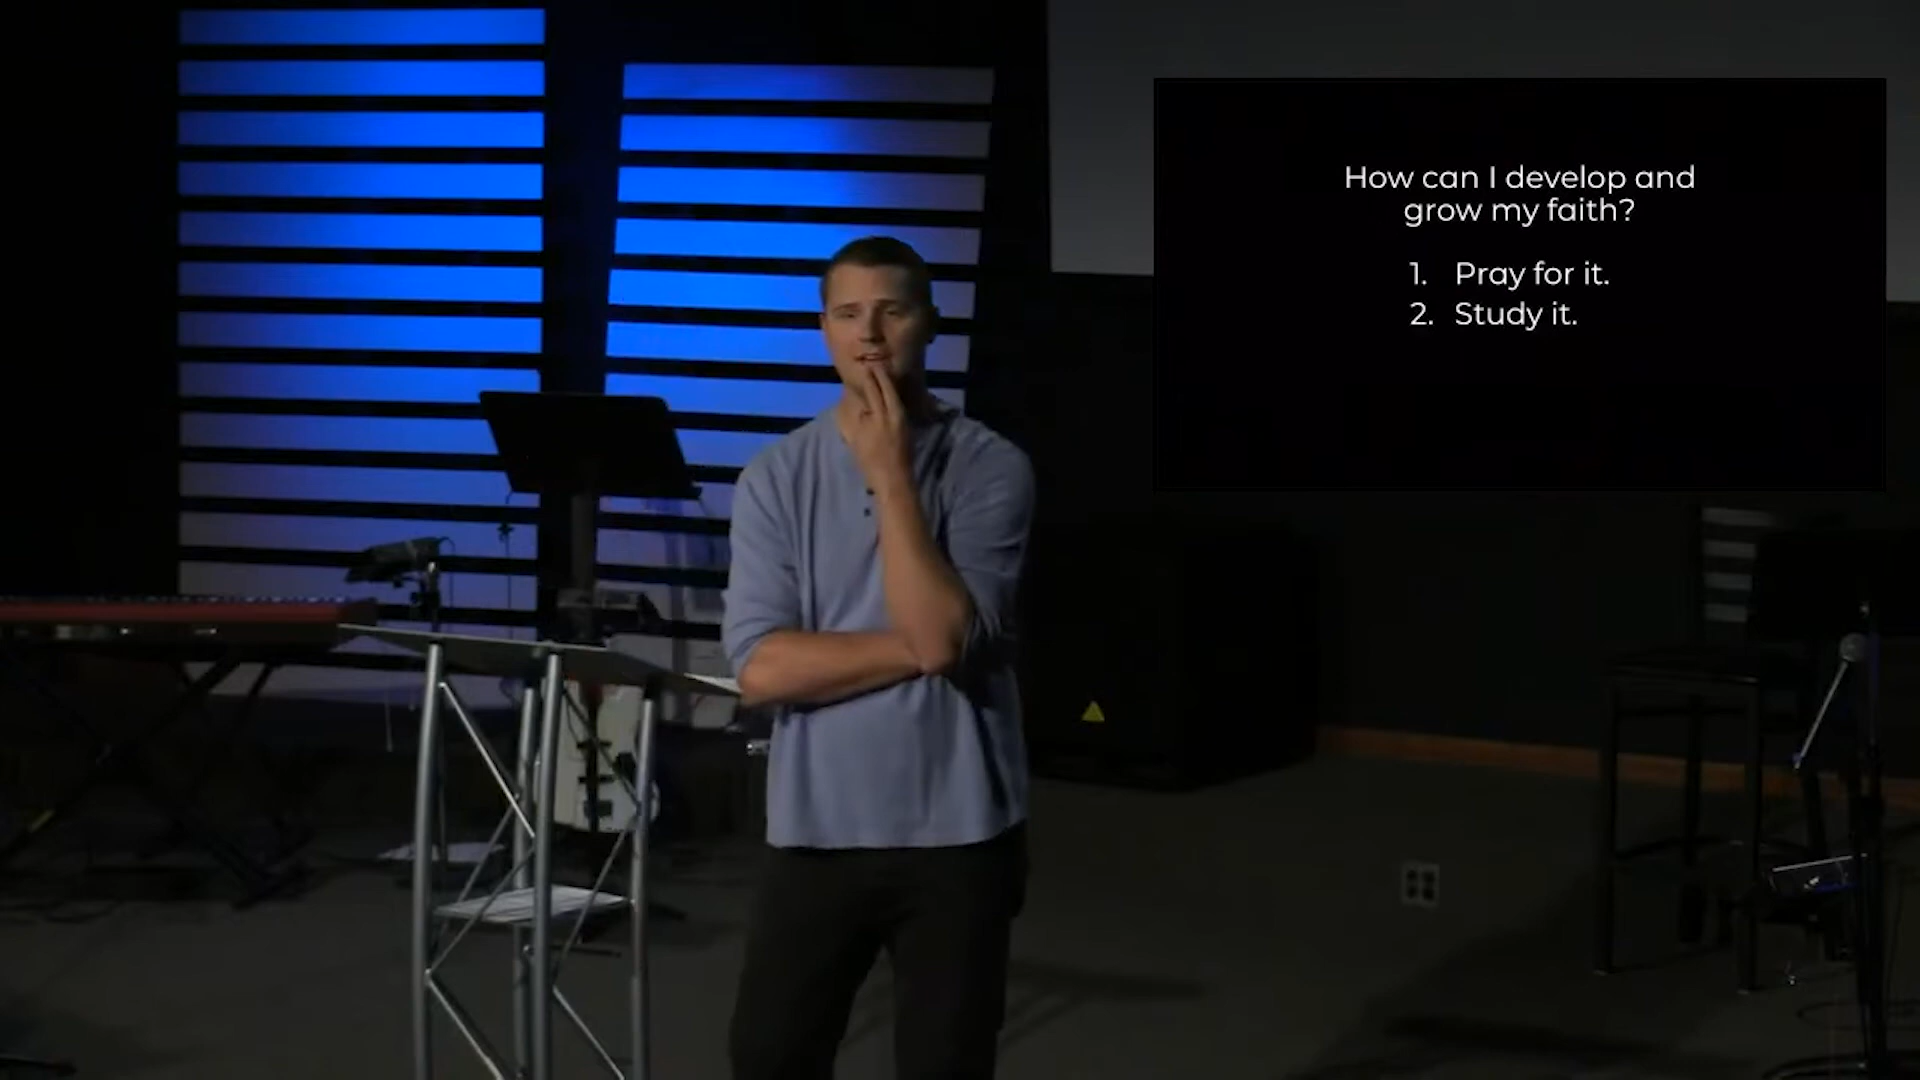 How can I develop and
grow my faith?
1. Pray for it.
2. Study it.